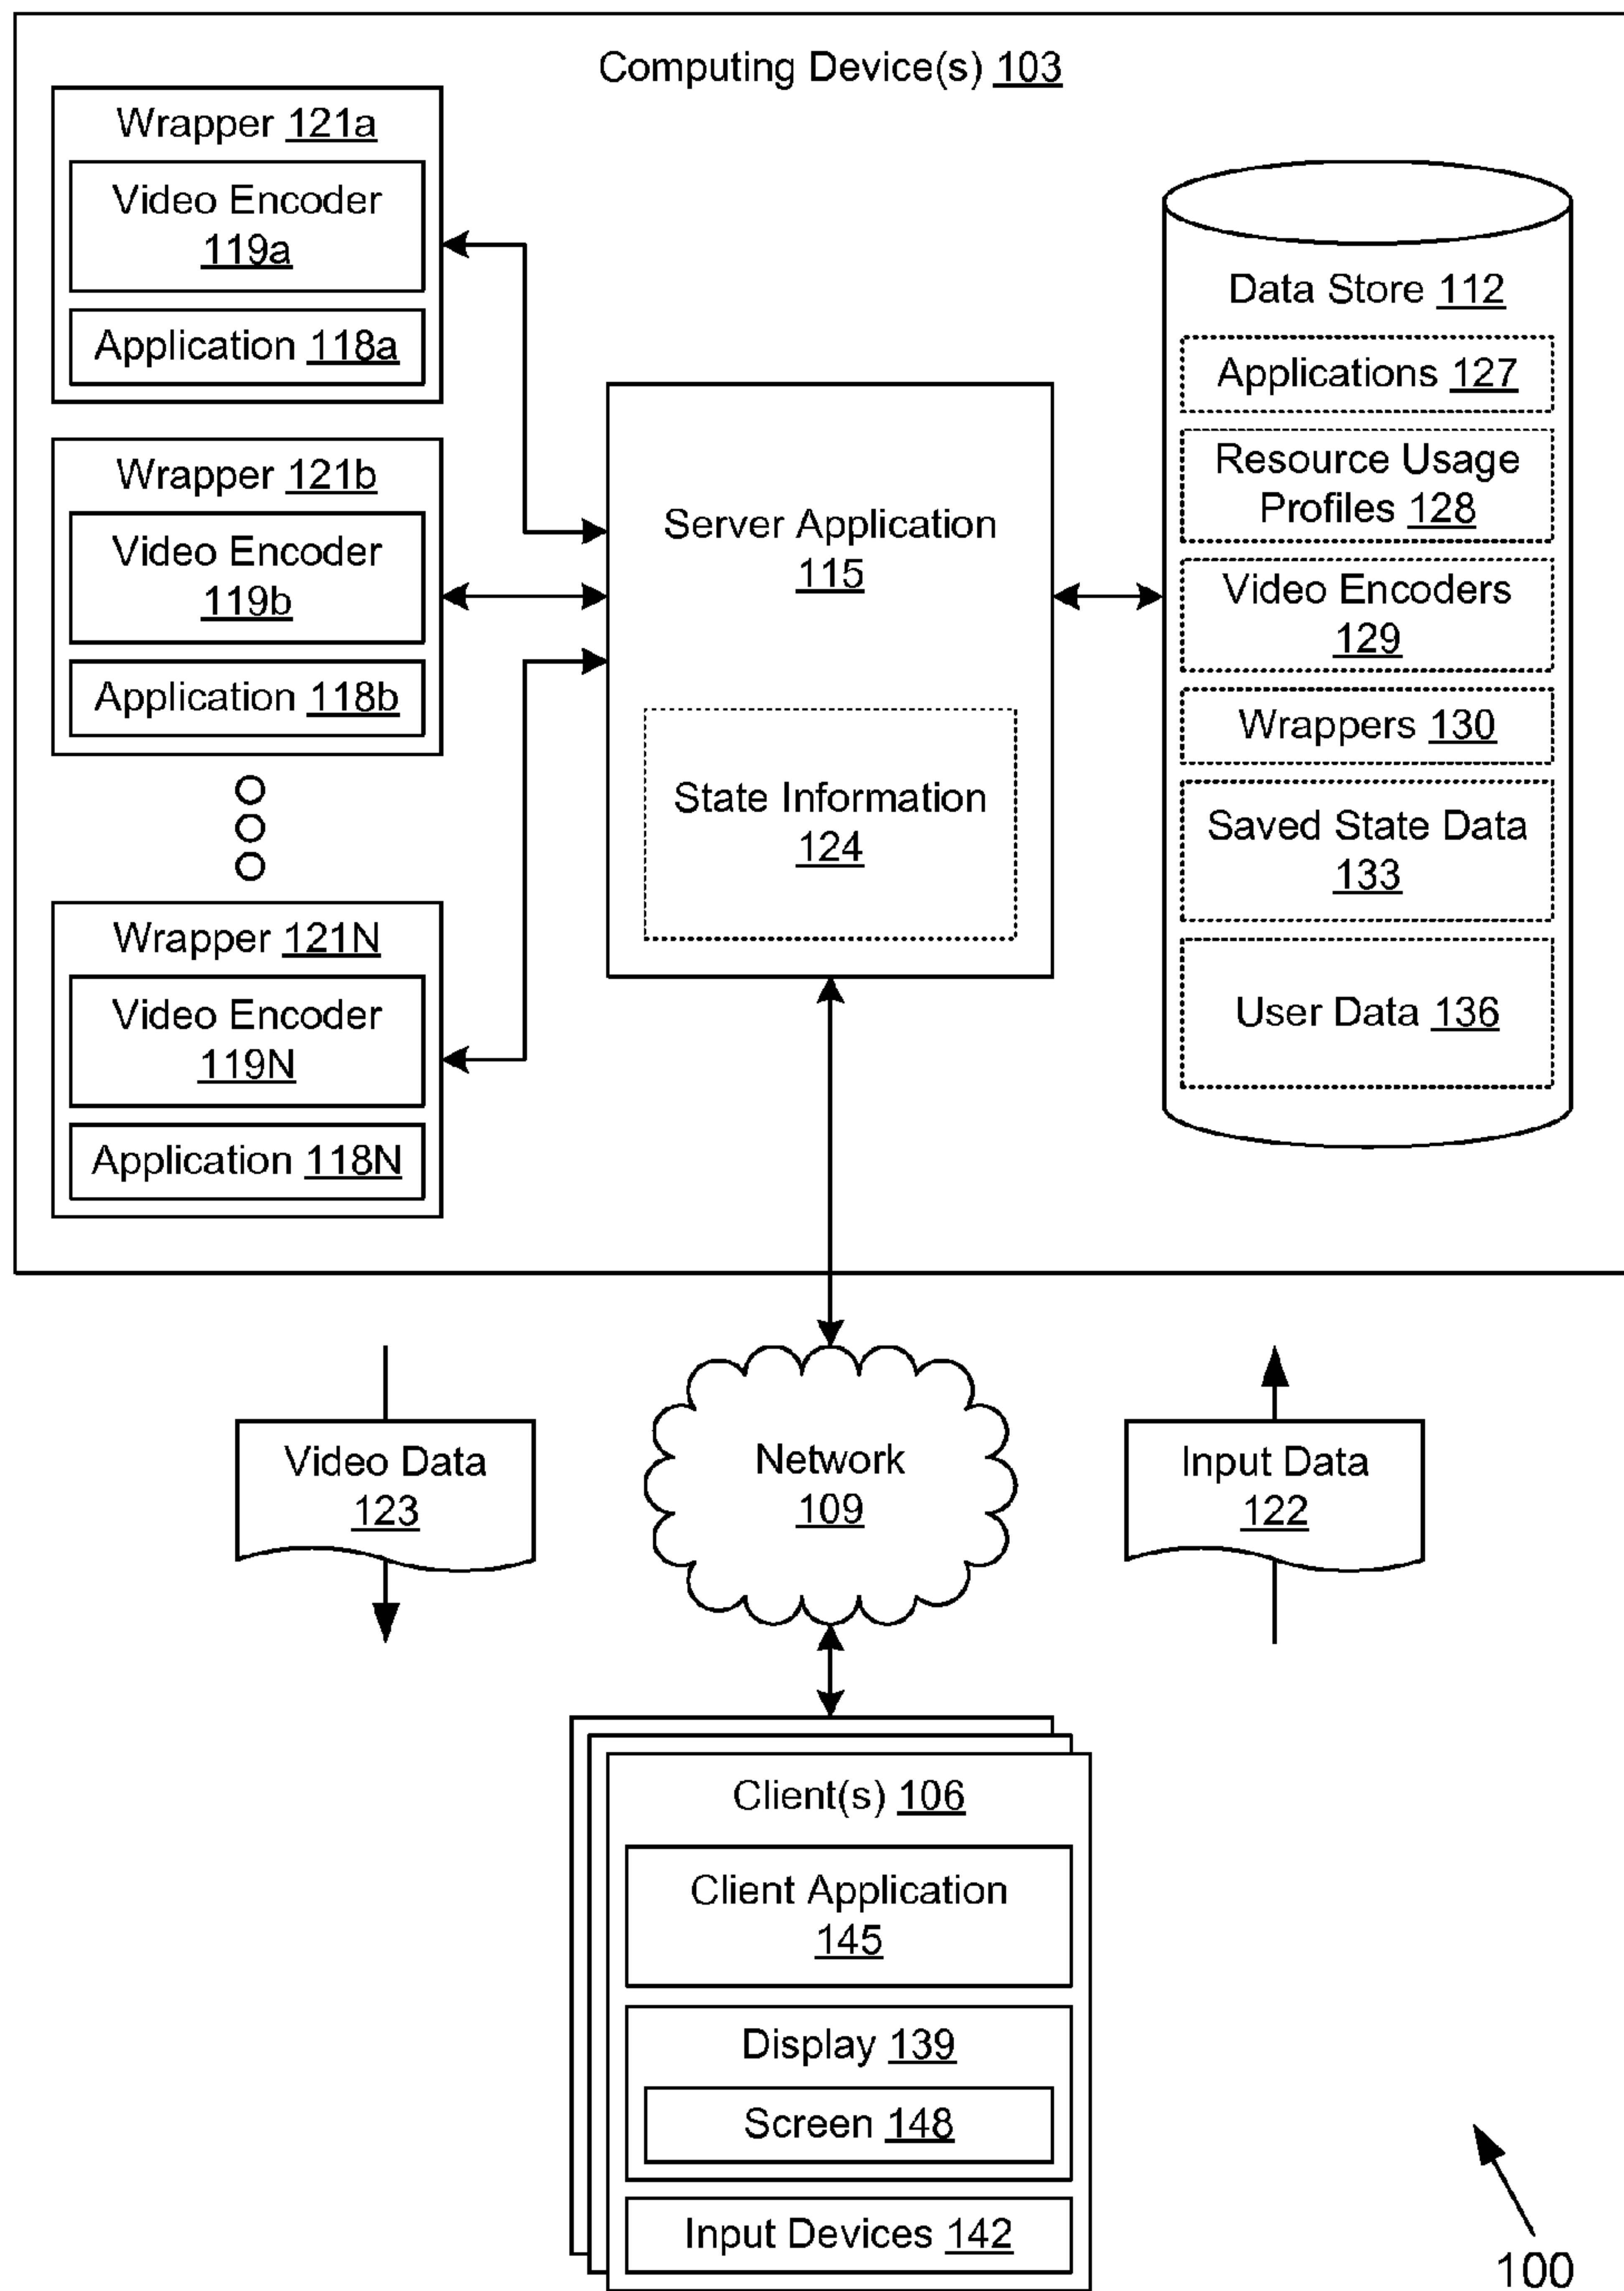 Computing Device(s) 103
Wrapper 121a
Video Encoder
119a
Application 118a
Wrapper 121b
Video Encoder
119b
Application 118b
Wrapper 121N
Video Encoder
119N
Application 118N
Server Application
115
State Information
124
Data Store 112
Applications 127
Resource Usage
Profiles 128
Video Encoders
129
Wrappers 130
Saved State Data
133
User Data 136
Video Data
123
Network
109
Input Data
122
Client(s) 106
Client Application
145
Display 139
Screen 148
Input Devices 142
100